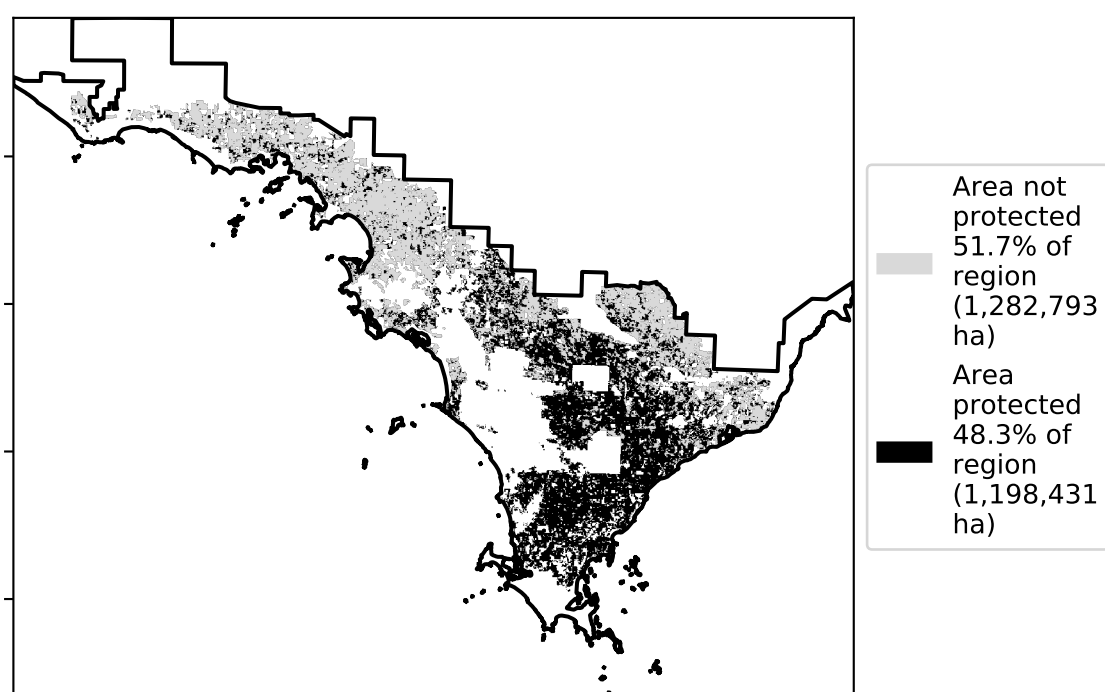 Area not
protected
51.7% of
region
(1,282,793
ha)
Area
protected
48.3% of
region
(1,198,431
ha)